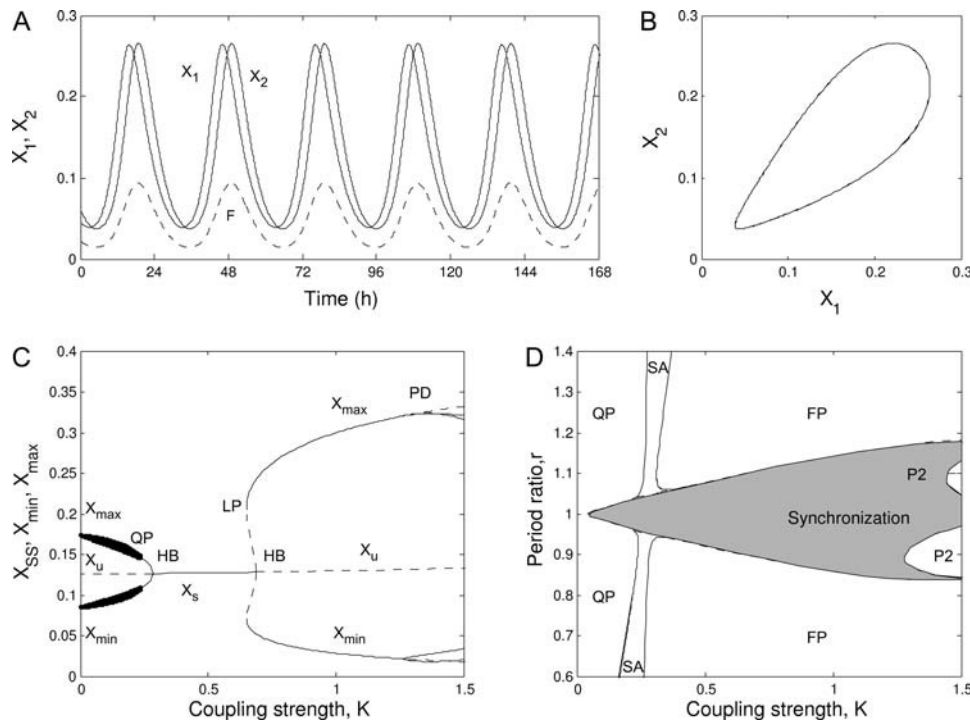 A
X1, X2
0.3
0.2
0.1
0
X1
X2
F
0 24 48 72 96 120 144 168
Time (h)
B
X2
0.3
0.2
0.1
0
0 0.1 0.2 0.3
X1
C
XSS, Xmin, Xmax
0.4
0.35
0.3
0.25
0.2
0.15
0.1
0.05
0
Xmax
PD
LP
Xmax
QP
Xu
HB
HB
Xu
Xs
Xmin
Xmin
0 0.5 1 1.5
Coupling strength, K
D
Period ratio,r
1.4
1.3
1.2
1.1
1
0.9
0.8
0.7
0.6
SA
QP
FP
P2
Synchronization
P2
QP
FP
SA
0 0.5 1 1.5
Coupling strength, K